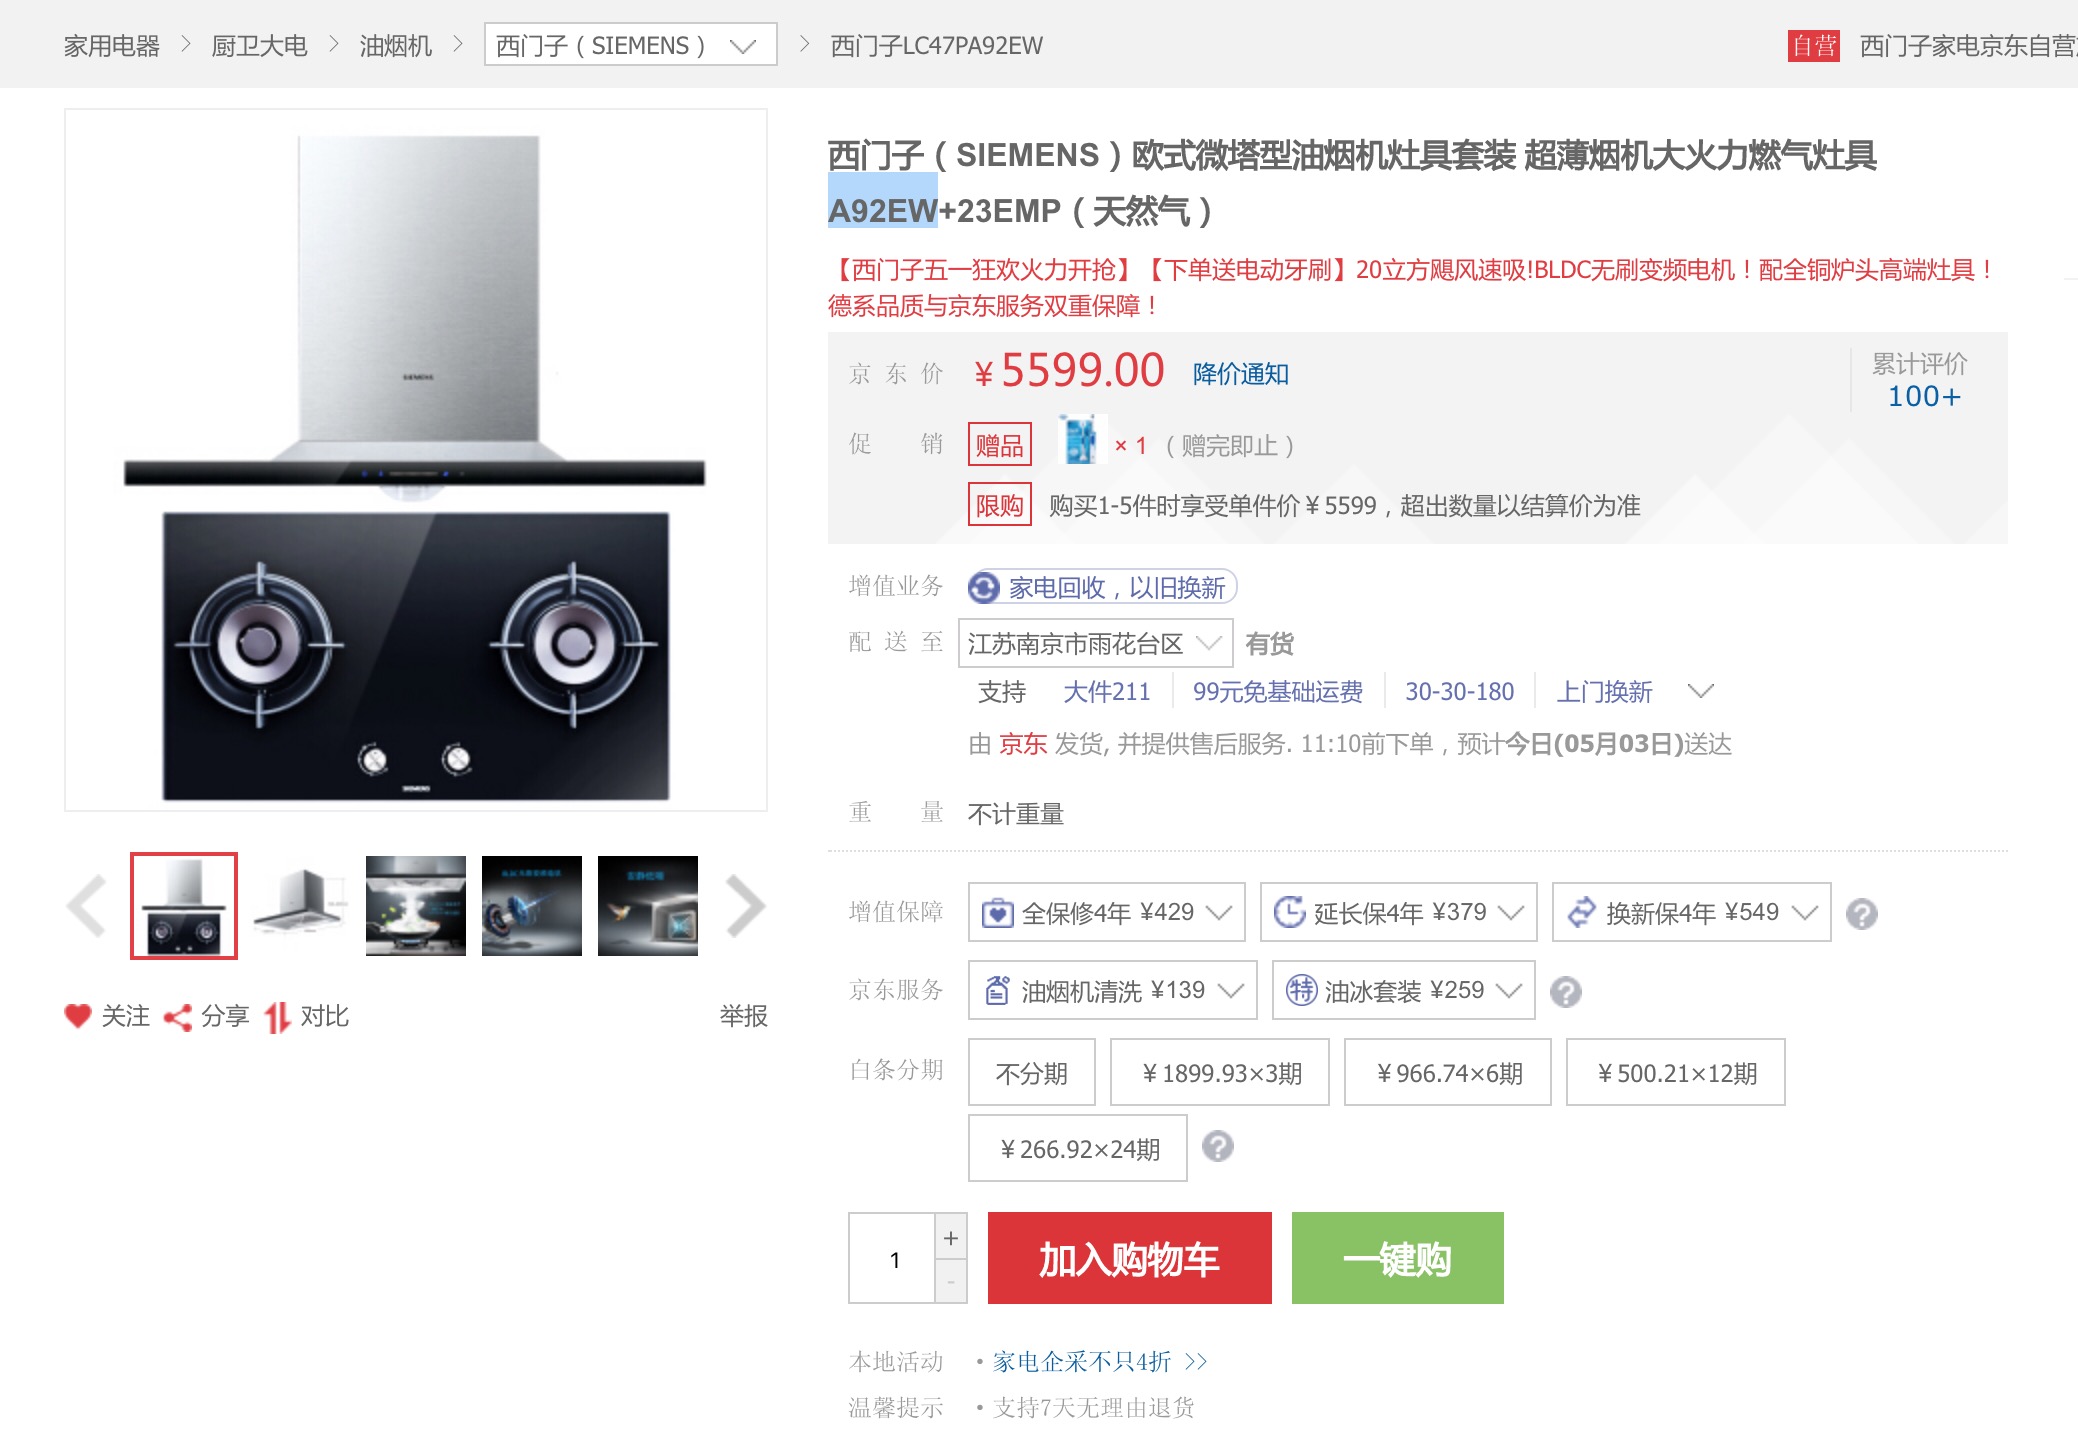 家用电器 > 厨卫大电 > 油烟机 > 西门子（SIEMENS） > 西门子LC47PA92EW
自营 西门子家电京东自营
西门子（SIEMENS）欧式微塔型油烟机灶具套装 超薄烟机大火力燃气灶具
A92EW+23EMP（天然气）
【西门子五一狂欢火力开抢】【下单送电动牙刷】20立方飓风速吸!BLDC无刷变频电机！配全铜炉头高端灶具！
德系品质与京东服务双重保障！
京东价 ￥5599.00 降价通知
累计评价
100+
促销 赠品 × 1 （赠完即止）
限购 购买1-5件时享受单件价￥5599，超出数量以结算价为准
增值业务 家电回收，以旧换新
配送至 江苏南京市雨花台区 有货
支持 大件211 99元免基础运费 30-30-180 上门换新
由 京东 发货, 并提供售后服务. 11:10前下单，预计今日(05月03日)送达
重量 不计重量
增值保障 全保修4年 ¥429 延长保4年 ¥379 换新保4年 ¥549 ?
京东服务 油烟机清洗 ¥139 特 油冰套装 ¥259 ?
白条分期 不分期 ￥1899.93×3期 ￥966.74×6期 ￥500.21×12期
￥266.92×24期 ?
1 + - 加入购物车 一键购
本地活动 · 家电企采不只4折 >>
温馨提示 · 支持7天无理由退货
SIEMENS
SIEMENS
关注 分享 对比 举报